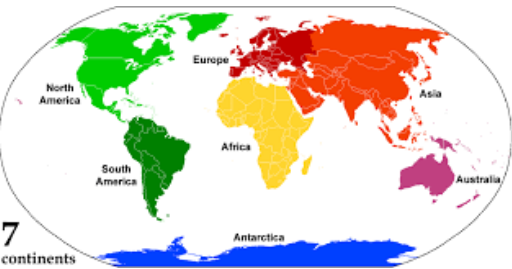 Europe
North
America
Asia
Africa
South
America
Australia
Antarctica
7
continents